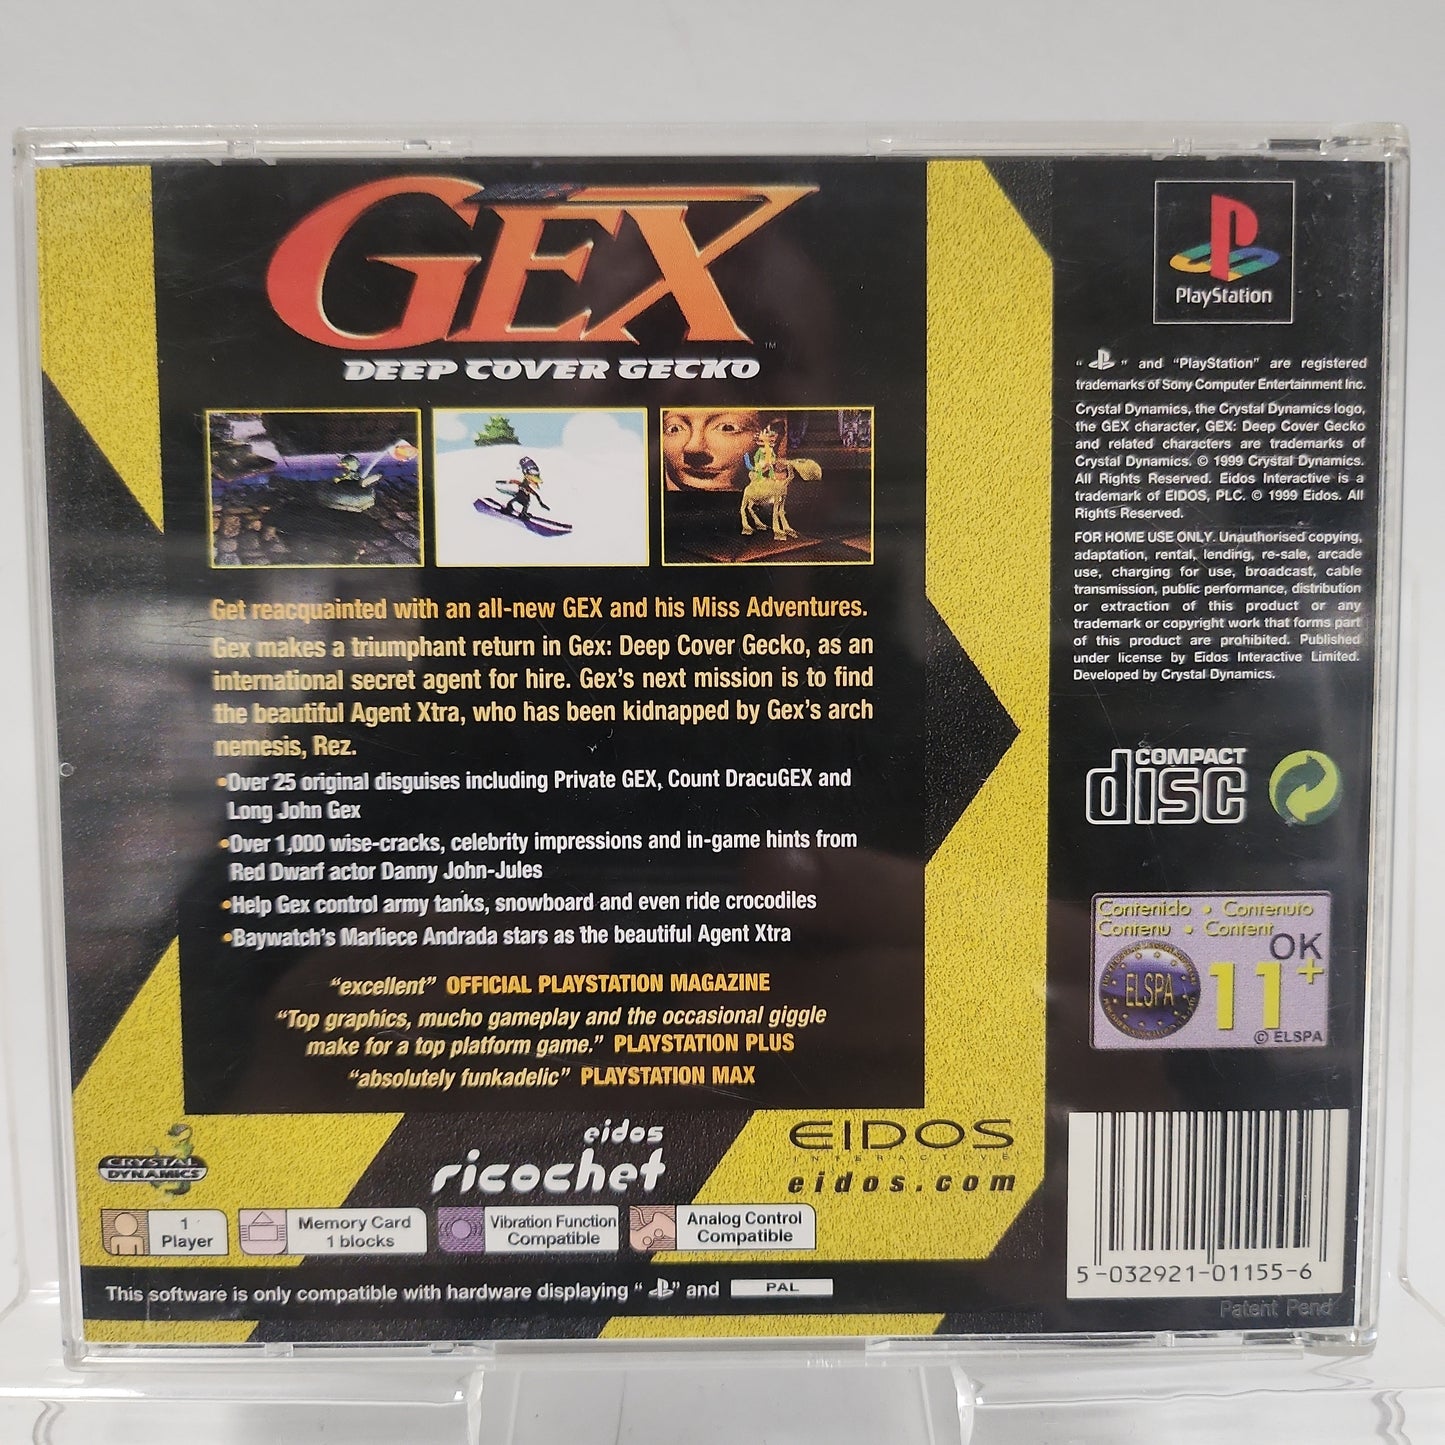 GEX
TM
DEEP COVER GECKO
Get reacquainted with an all-new GEX and his Miss Adventures.
Gex makes a triumphant return in Gex: Deep Cover Gecko, as an
international secret agent for hire. Gex's next mission is to find
the beautiful Agent Xtra, who has been kidnapped by Gex's arch
nemesis, Rez.
•Over 25 original disguises including Private GEX, Count DracuGEX and
Long John Gex
•Over 1,000 wise-cracks, celebrity impressions and in-game hints from
Red Dwarf actor Danny John-Jules
•Help Gex control army tanks, snowboard and even ride crocodiles
•Baywatch's Marliece Andrada stars as the beautiful Agent Xtra
"excellent" OFFICIAL PLAYSTATION MAGAZINE
"Top graphics, mucho gameplay and the occasional giggle
make for a top platform game." PLAYSTATION PLUS
"absolutely funkadelic" PLAYSTATION MAX
CRYSTAL
DYNAMICS
eidos
ricochet
EIDOS
INTERACTIVE
eidos.com
1
Player
Memory Card
1 blocks
Vibration Function
Compatible
Analog Control
Compatible
This software is only compatible with hardware displaying " " and PAL
PlayStation
" " and "PlayStation" are registered
trademarks of Sony Computer Entertainment Inc.
Crystal Dynamics, the Crystal Dynamics logo,
the GEX character, GEX: Deep Cover Gecko
and related characters are trademarks of
Crystal Dynamics. © 1999 Crystal Dynamics.
All Rights Reserved. Eidos Interactive is a
trademark of EIDOS, PLC. © 1999 Eidos. All
Rights Reserved.
FOR HOME USE ONLY. Unauthorised copying,
adaptation, rental, lending, re-sale, arcade
use, charging for use, broadcast, cable
transmission, public performance, distribution
or extraction of this product or any
trademark or copyright work that forms part
of this product are prohibited. Published
under license by Eidos Interactive Limited.
Developed by Crystal Dynamics.
COMPACT
disc
Contenido • Contenuto
Contenu • Content
OK
ELSPA
11+
© ELSPA
5-032921-01155-6
Patent Pend